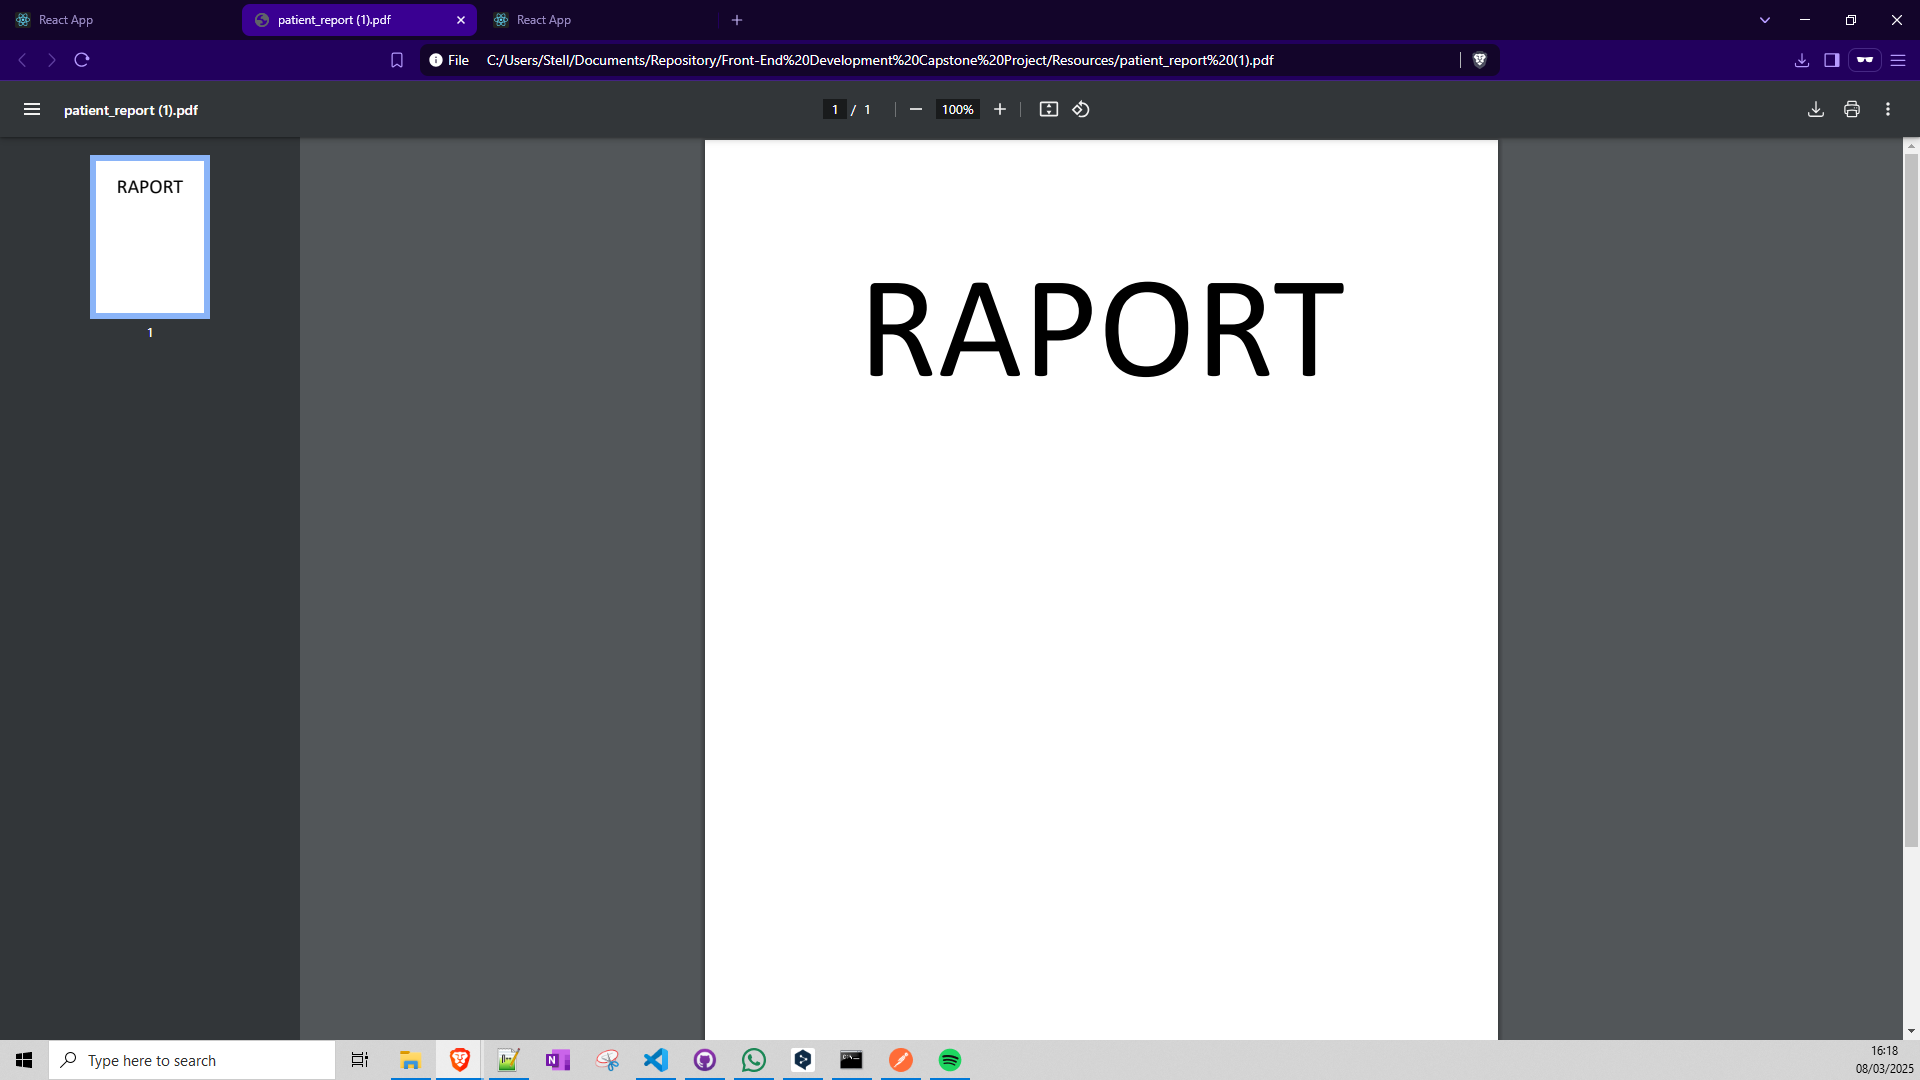 React App
patient_report (1).pdf
React App
File C:/Users/Stell/Documents/Repository/Front-End%20Development%20Capstone%20Project/Resources/patient_report%20(1).pdf
patient_report (1).pdf
1 / 1
100%
RAPORT
1
RAPORT
Type here to search
16:18
08/03/2025